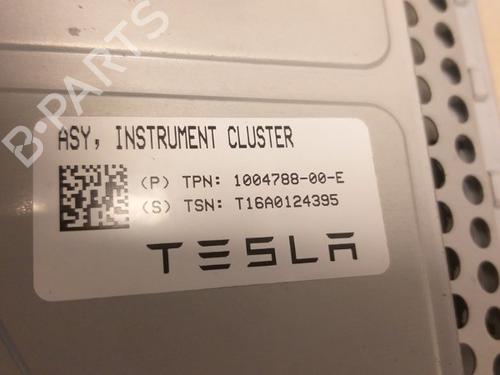 B-PARTS
ASY, INSTRUMENT CLUSTER
(P) TPN: 1004788-00-E
(S) TSN: T16A0124395
TESLA